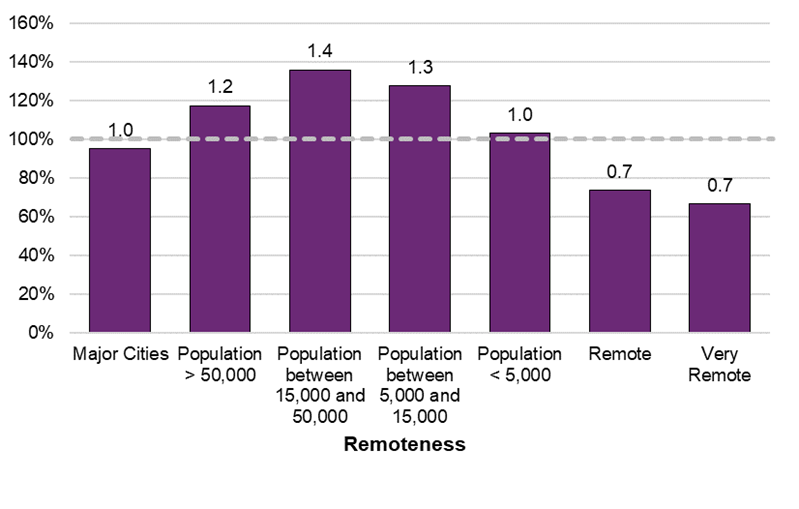 160%
140%
120%
100%
80%
60%
40%
20%
0%
1.0
1.2
1.4
1.3
1.0
0.7
0.7
Major Cities
Population
> 50,000
Population
between
15,000 and
50,000
Population
between
5,000 and
15,000
Population
< 5,000
Remote
Very
Remote
Remoteness